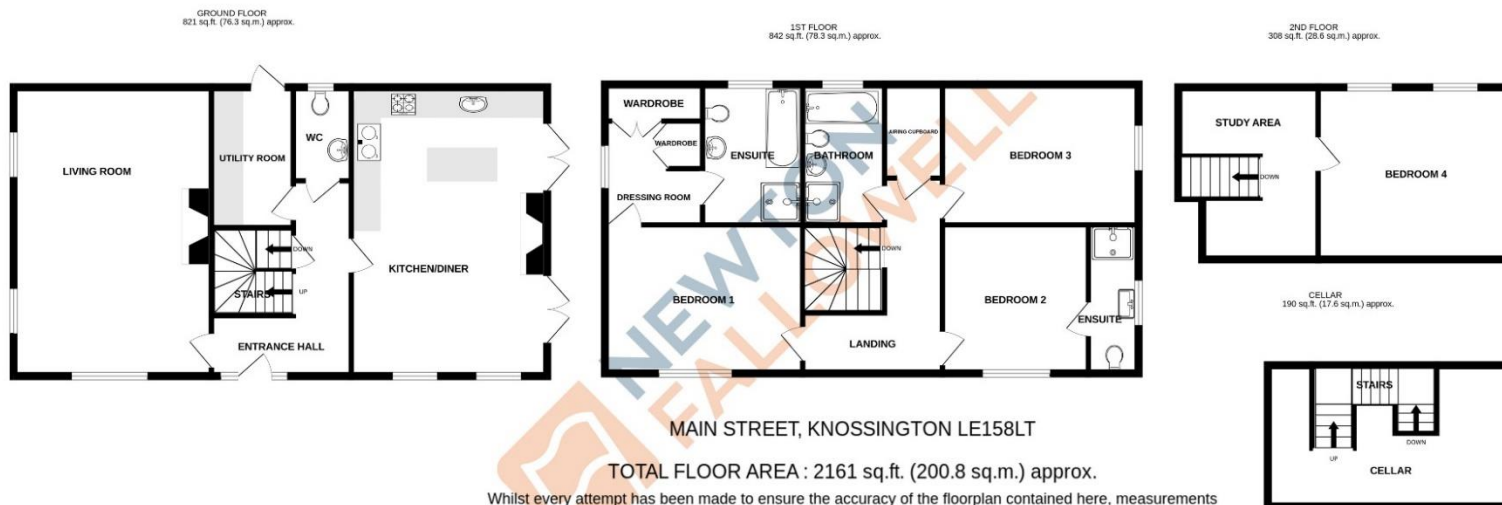 GROUND FLOOR
821 sq.ft. (76.3 sq.m.) approx.
LIVING ROOM
UTILITY ROOM
WC
KITCHEN/DINER
DOWN
STAIRS
UP
ENTRANCE HALL
1ST FLOOR
842 sq.ft. (78.3 sq.m.) approx.
WARDROBE
WARDROBE
ENSUITE
BATHROOM
AIRING CUPBOARD
BEDROOM 3
DRESSING ROOM
DOWN
BEDROOM 1
BEDROOM 2
ENSUITE
LANDING
2ND FLOOR
308 sq.ft. (28.6 sq.m.) approx.
STUDY AREA
DOWN
BEDROOM 4
CELLAR
190 sq.ft. (17.6 sq.m.) approx.
STAIRS
UP
DOWN
CELLAR
NEWTON
FALLOWELL
MAIN STREET, KNOSSINGTON LE158LT
TOTAL FLOOR AREA : 2161 sq.ft. (200.8 sq.m.) approx.
Whilst every attempt has been made to ensure the accuracy of the floorplan contained here, measurements